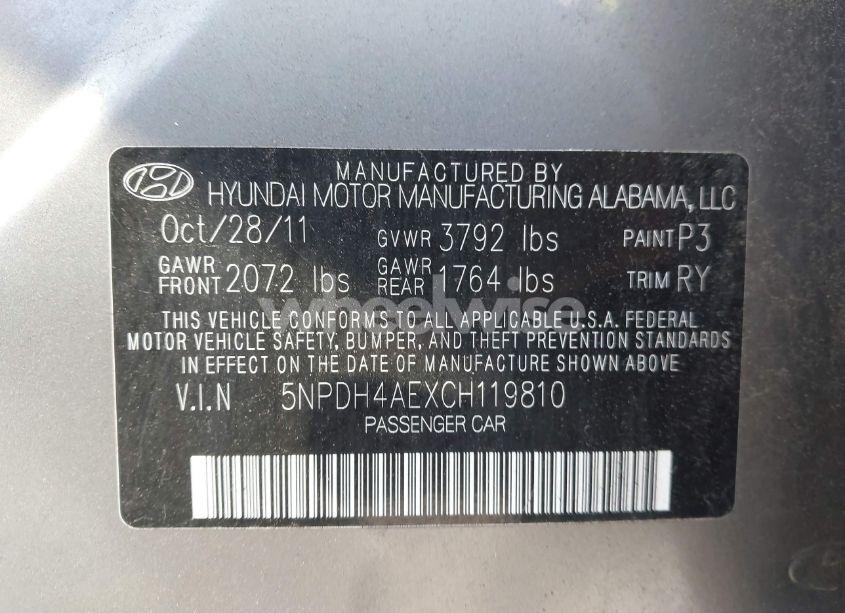 MANUFACTURED BY
HYUNDAI MOTOR MANUFACTURING ALABAMA, LLC
Oct/28/11 GVWR 3792 lbs PAINT P3
GAWR FRONT 2072 lbs GAWR REAR 1764 lbs TRIM RY
wheelwise
THIS VEHICLE CONFORMS TO ALL APPLICABLE U.S.A. FEDERAL
MOTOR VEHICLE SAFETY, BUMPER, AND THEFT PREVENTION STANDARDS
IN EFFECT ON THE DATE OF MANUFACTURE SHOWN ABOVE.
V.I.N 5NPDH4AEXCH119810
PASSENGER CAR